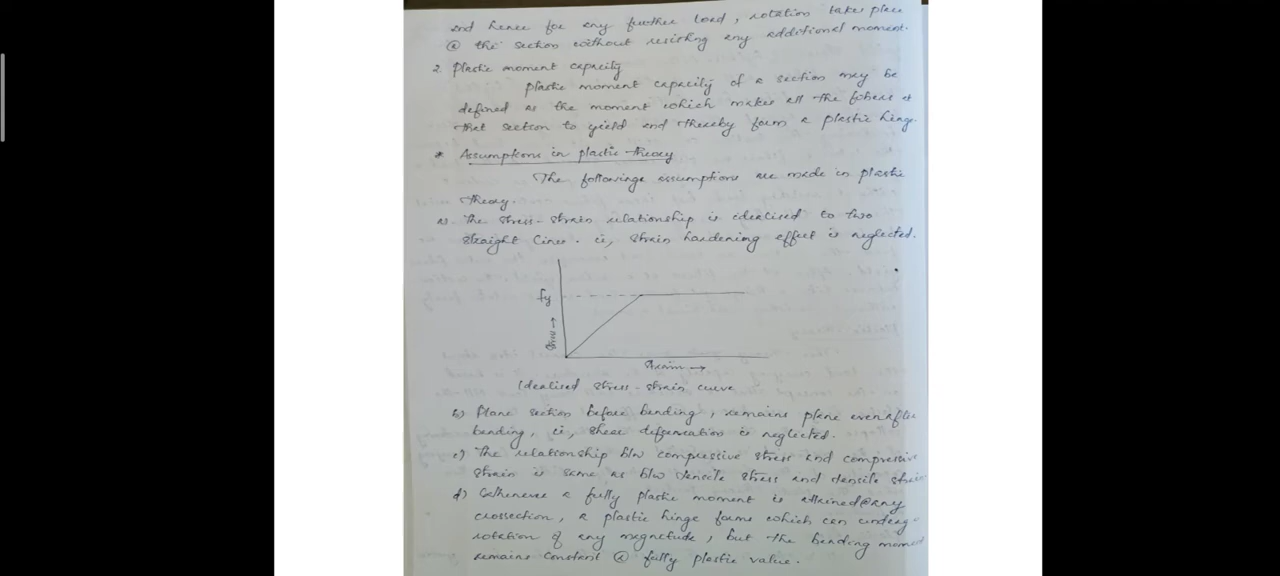 and hence for any further load, rotation takes place
@ the section without resisting any additional moment.
2. Plastic moment capacity
plastic moment capacity of a section may be
defined as the moment which makes all the fibers at
that section to yield and thereby form a plastic hinge.
* Assumptions in plastic theory
The following assumptions are made in plastic
theory.
a). The stress-strain relationship is idealised to two
straight lines. ie, strain hardening effect is neglected.
fy
Stress →
Strain →
Idealised stress-strain curve
b) Plane section before bending, remains plane even after
bending, ie, shear deformation is neglected.
c) The relationship b/w compressive stress and compressive
strain is same as b/w tensile stress and tensile strain
d) Whenever a fully plastic moment is attained @ any
crossection, a plastic hinge forms which can undergo
rotation of any magnitude, but the bending moment
remains constant @ fully plastic value.